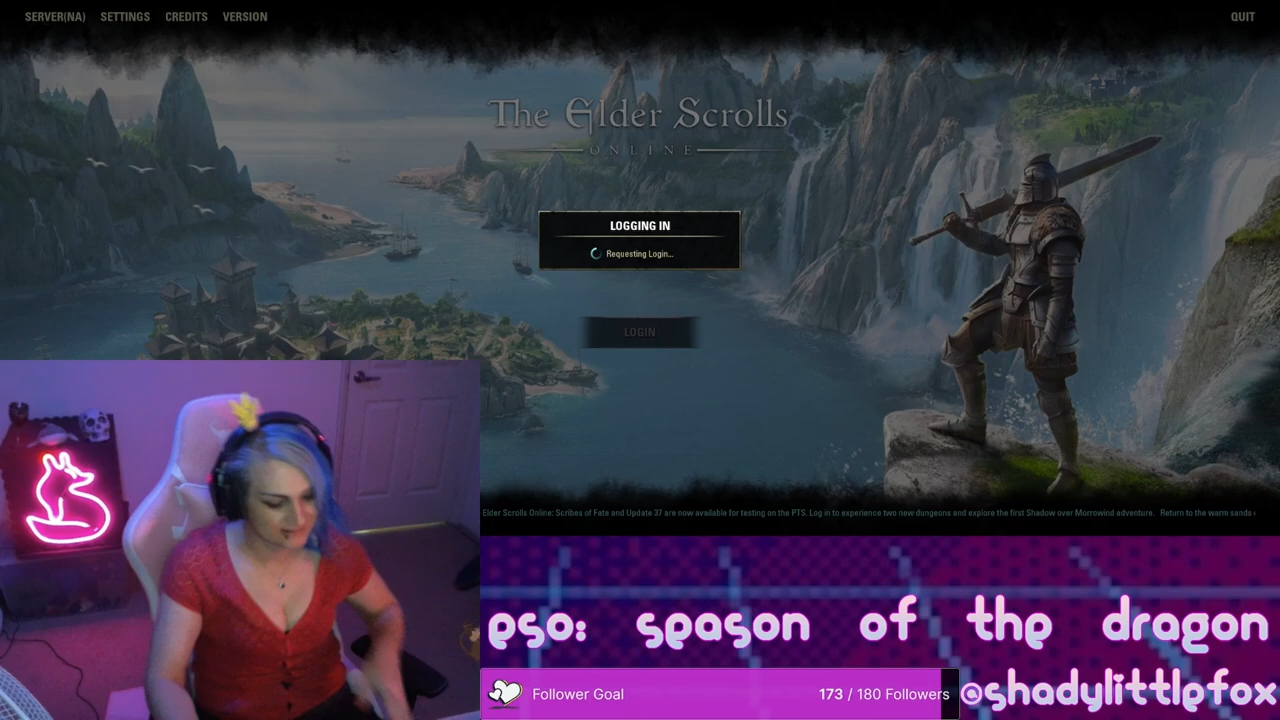 SERVER(NA) SETTINGS CREDITS VERSION QUIT
The Elder Scrolls
ONLINE
LOGGING IN
Requesting Login...
LOGIN
Elder Scrolls Online: Scribes of Fate and Update 37 are now available for testing on the PTS. Log in to experience two new dungeons and explore the first Shadow over Morrowind adventure. Return to the warm sands
eso: season of the dragon
Follower Goal 173 / 180 Followers
@shadylittlefox